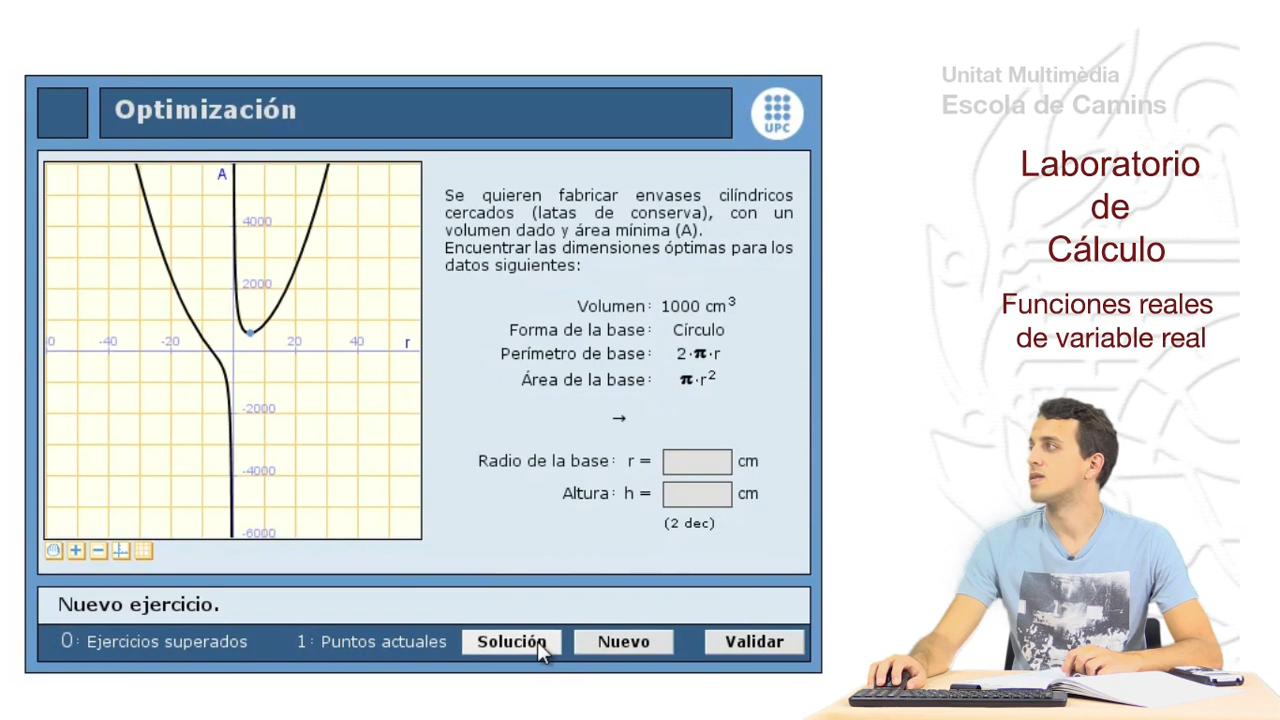 Unitat Multimèdia
Escola de Camins
Laboratorio
de
Cálculo
Funciones reales
de variable real
Optimización
UPC
A
4000
2000
-40
-20
20
40
r
-2000
-4000
-6000
Se quieren fabricar envases cilíndricos
cercados (latas de conserva), con un
volumen dado y área mínima (A).
Encuentrar las dimensiones óptimas para los
datos siguientes:
Volumen: 1000 cm³
Forma de la base: Círculo
Perímetro de base: 2·π·r
Área de la base: π·r²
→
Radio de la base: r = cm
Altura: h = cm
(2 dec)
Nuevo ejercicio.
0: Ejercicios superados 1: Puntos actuales Solución Nuevo Validar